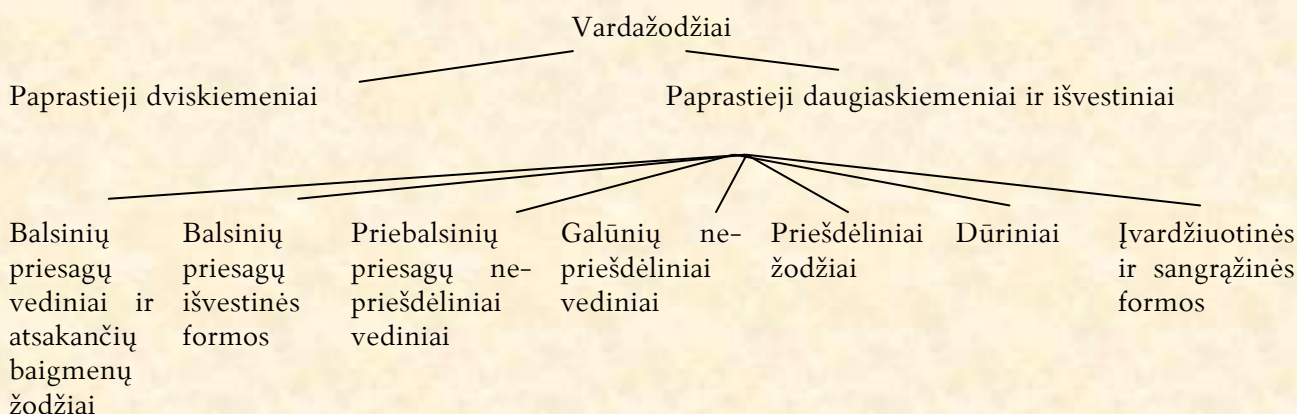 Vardažodžiai
Paprastieji dviskiemeniai
Paprastieji daugiaskiemeniai ir išvestiniai
Balsinių
priesagų
vediniai ir
atsakančių
baigmenų
žodžiai
Balsinių
priesagų
išvestinės
formos
Priebalsinių
priesagų ne-
priešdėliniai
vediniai
Galūnių ne-
priešdėliniai
vediniai
Priešdėliniai
žodžiai
Dūriniai
Įvardžiuotinės
ir sangrąžinės
formos